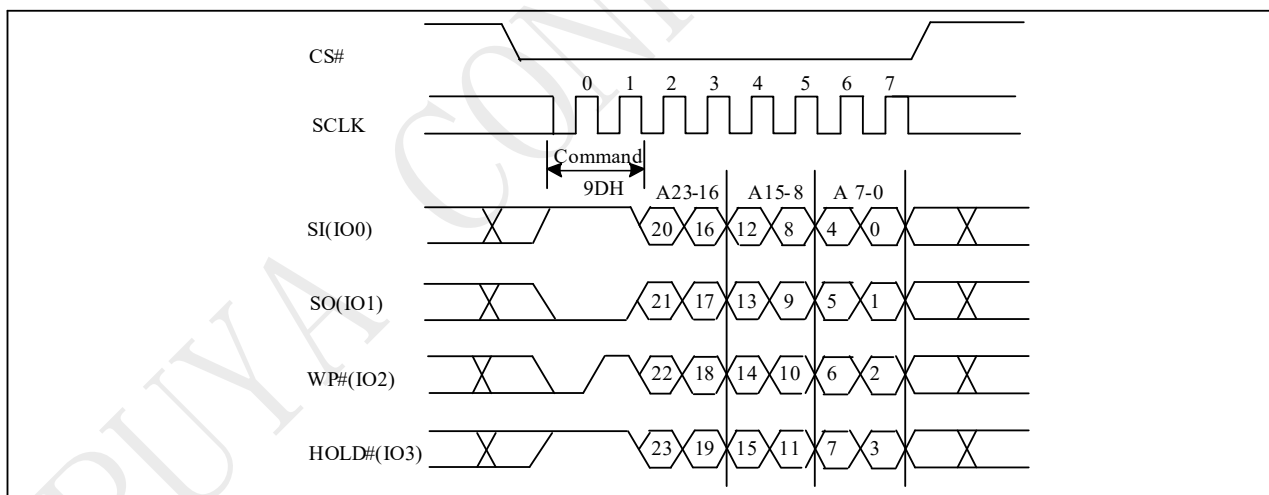 CS#
0 1 2 3 4 5 6 7
SCLK
Command
9DH
A23-16 A15-8 A 7-0
SI(IO0) 20 16 12 8 4 0
SO(IO1) 21 17 13 9 5 1
WP#(IO2) 22 18 14 10 6 2
HOLD#(IO3) 23 19 15 11 7 3
PUYA CON